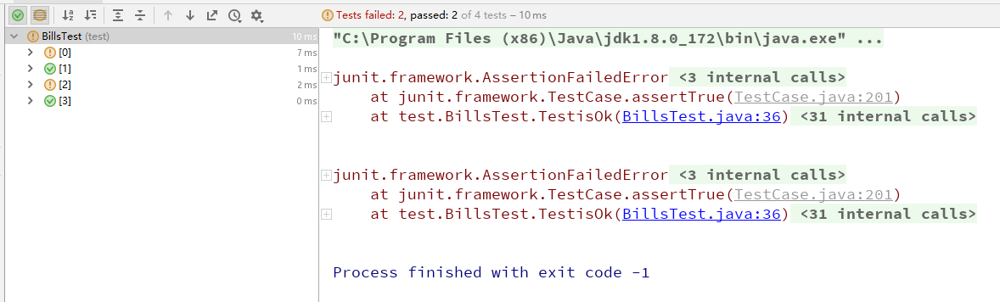 Tests failed: 2, passed: 2 of 4 tests – 10 ms
BillsTest (test) 10 ms
[0] 7 ms
[1] 1 ms
[2] 2 ms
[3] 0 ms
"C:\Program Files (x86)\Java\jdk1.8.0_172\bin\java.exe" ...
junit.framework.AssertionFailedError <3 internal calls>
at junit.framework.TestCase.assertTrue(TestCase.java:201)
at test.BillsTest.TestisOk(BillsTest.java:36) <31 internal calls>
junit.framework.AssertionFailedError <3 internal calls>
at junit.framework.TestCase.assertTrue(TestCase.java:201)
at test.BillsTest.TestisOk(BillsTest.java:36) <31 internal calls>
Process finished with exit code -1